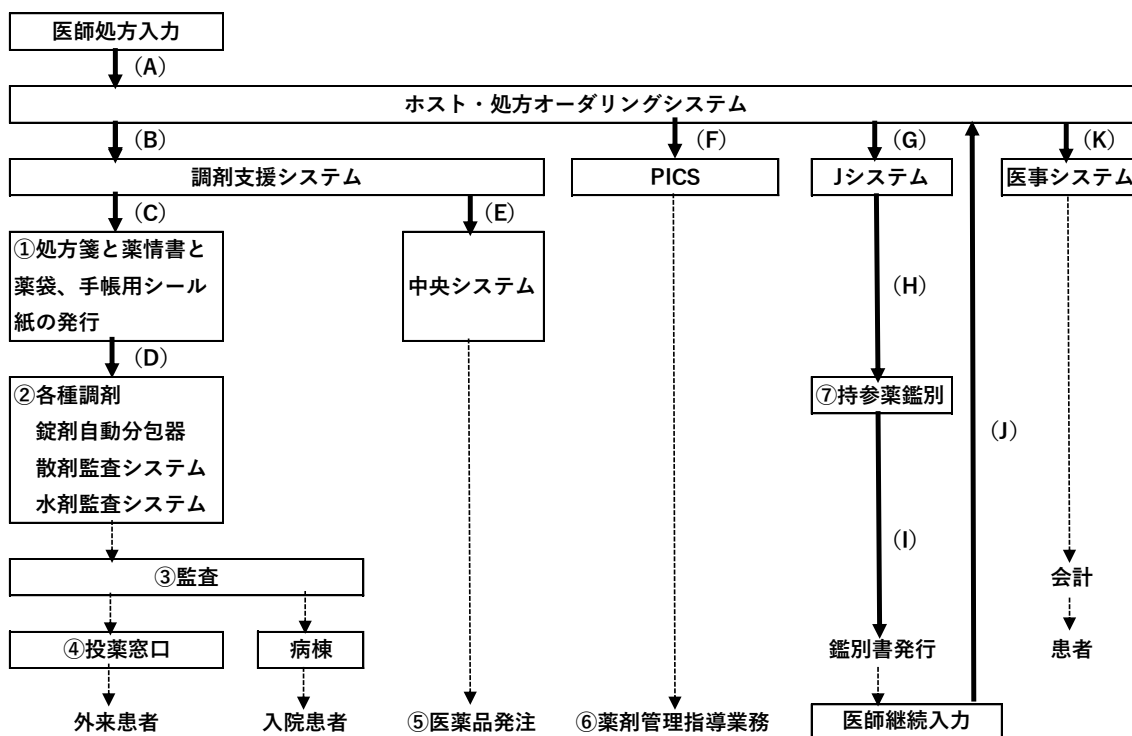 医師処方入力
(A)
ホスト・処方オーダリングシステム
(B)
(F)
(G)
(K)
調剤支援システム
PICS
Jシステム
医事システム
(C)
(E)
①処方箋と薬情書と
薬袋、手帳用シール
紙の発行
中央システム
(H)
(D)
②各種調剤
錠剤自動分包器
散剤監査システム
水剤監査システム
⑦持参薬鑑別
(J)
(I)
③監査
会計
④投薬窓口
病棟
鑑別書発行
患者
外来患者
入院患者
⑤医薬品発注
⑥薬剤管理指導業務
医師継続入力